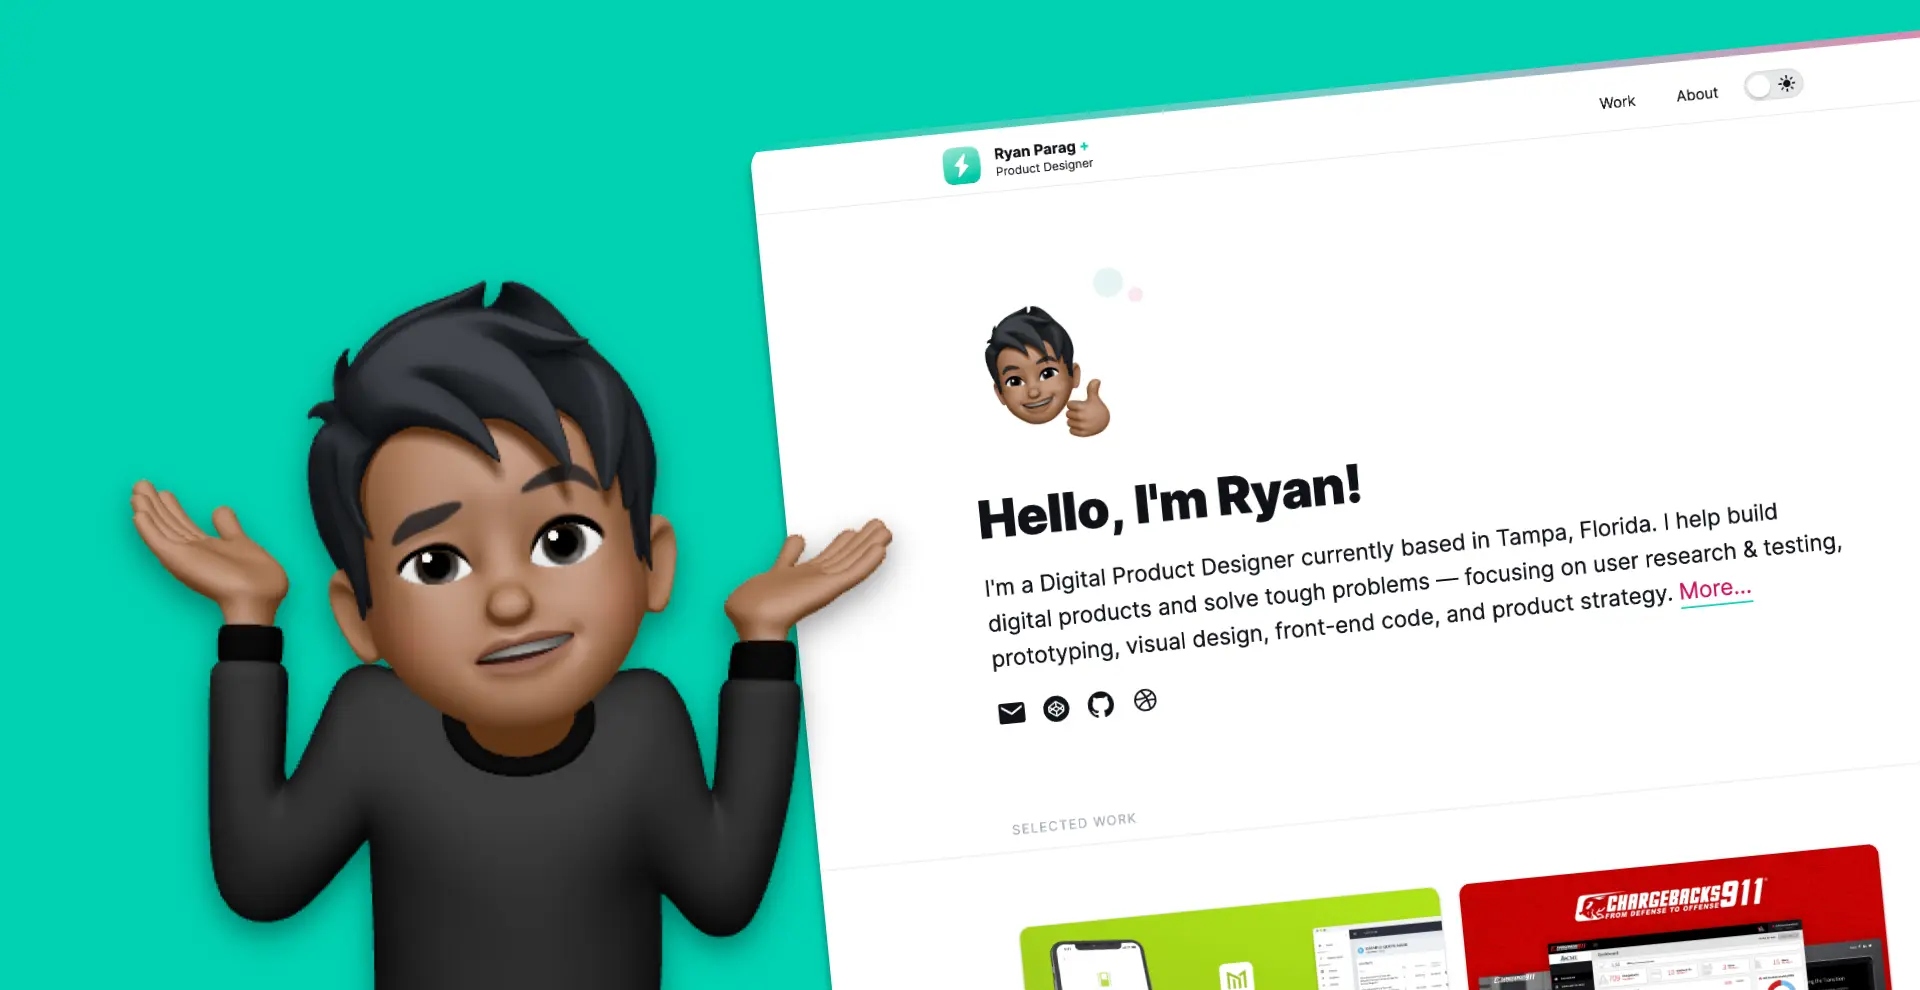 Work
About
Ryan Parag +
Product Designer
Hello, I'm Ryan!
I'm a Digital Product Designer currently based in Tampa, Florida. I help build
digital products and solve tough problems — focusing on user research & testing,
prototyping, visual design, front-end code, and product strategy. More...
SELECTED WORK
CHARGEBACKS911
FROM DEFENSE TO OFFENSE